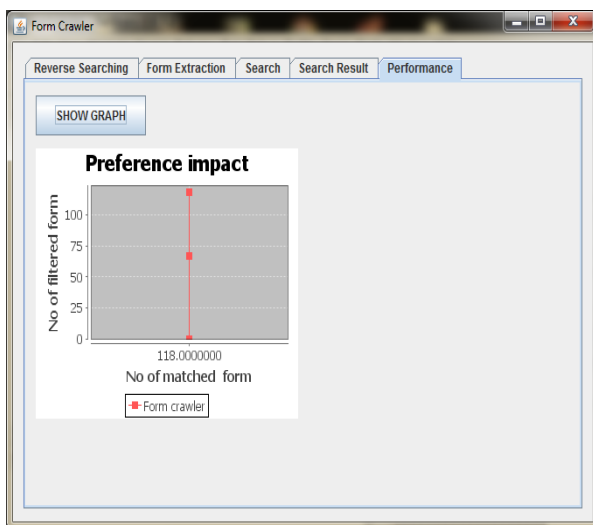 Form Crawler
Reverse Searching Form Extraction Search Search Result Performance
SHOW GRAPH
Preference impact
No of filtered form
100
75
50
25
0
118.0000000
No of matched form
Form crawler